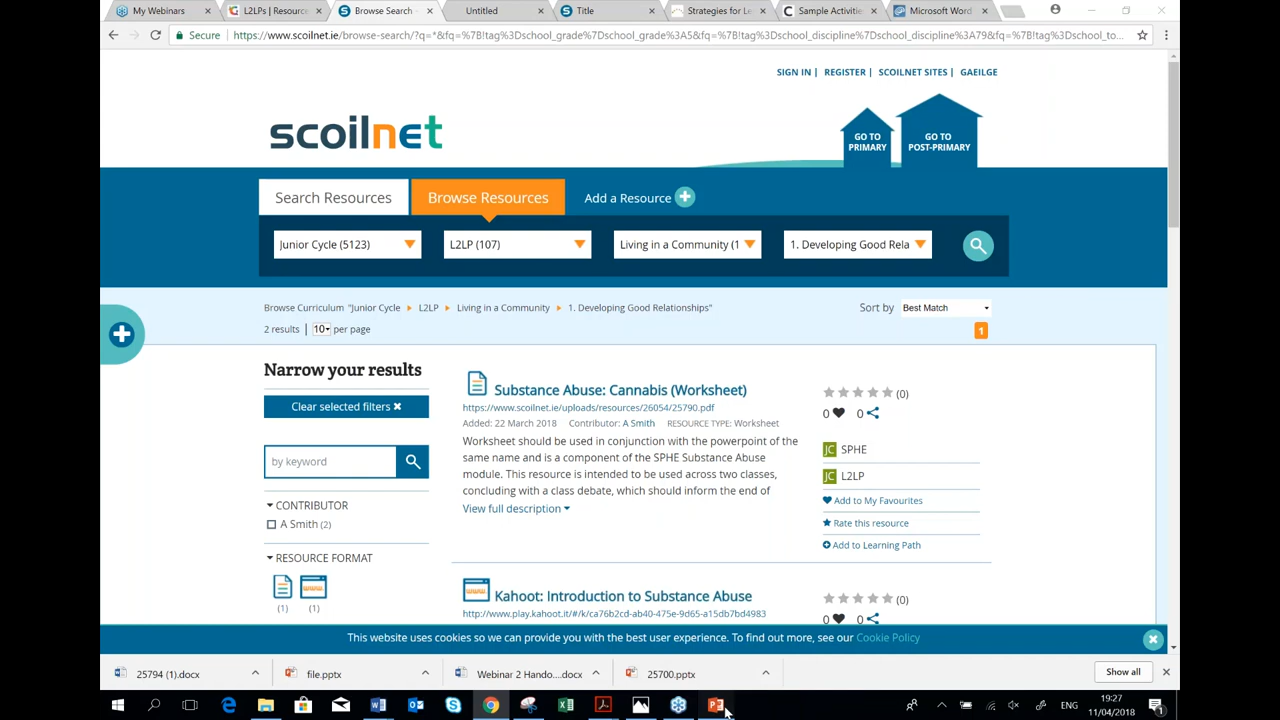 My Webinars
L2LPs | Resource
Browse Search -
Untitled
Title
Strategies for Le
Sample Activities
Microsoft Word
Secure https://www.scoilnet.ie/browse-search/?q=*&fq=%7B!tag%3Dschool_grade%7Dschool_grade%3A5&fq=%7B!tag%3Dschool_discipline%7Dschool_discipline%3A79&fq=%7B!tag%3Dschool_to...
SIGN IN | REGISTER | SCOILNET SITES | GAEILGE
scoilnet
GO TO
PRIMARY
GO TO
POST-PRIMARY
Search Resources
Browse Resources
Add a Resource
Junior Cycle (5123)
L2LP (107)
Living in a Community (1
1. Developing Good Rela
Browse Curriculum "Junior Cycle L2LP Living in a Community 1. Developing Good Relationships"
Sort by Best Match
2 results | 10 per page
1
Narrow your results
Clear selected filters
by keyword
CONTRIBUTOR
A Smith (2)
RESOURCE FORMAT
(1)
(1)
Substance Abuse: Cannabis (Worksheet)
https://www.scoilnet.ie/uploads/resources/26054/25790.pdf
Added: 22 March 2018 Contributor: A Smith RESOURCE TYPE: Worksheet
Worksheet should be used in conjunction with the powerpoint of the
same name and is a component of the SPHE Substance Abuse
module. This resource is intended to be used across two classes,
concluding with a class debate, which should inform the end of
View full description
(0)
0 0
JC SPHE
JC L2LP
Add to My Favourites
Rate this resource
Add to Learning Path
Kahoot: Introduction to Substance Abuse
http://www.play.kahoot.it/#/k/ca76b2cd-ab40-475e-9d65-a15db7bd4983
(0)
0 0
This website uses cookies so we can provide you with the best user experience. To find out more, see our Cookie Policy
25794 (1).docx
file.pptx
Webinar 2 Hando....docx
25700.pptx
Show all
ENG
19:27
11/04/2018